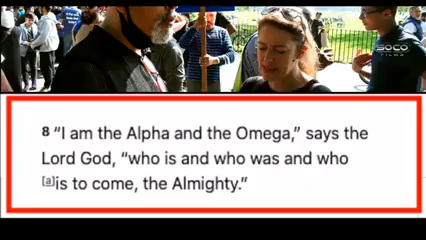 SOCO
FILMS
8 “I am the Alpha and the Omega,” says the
Lord God, “who is and who was and who
[a]is to come, the Almighty.”